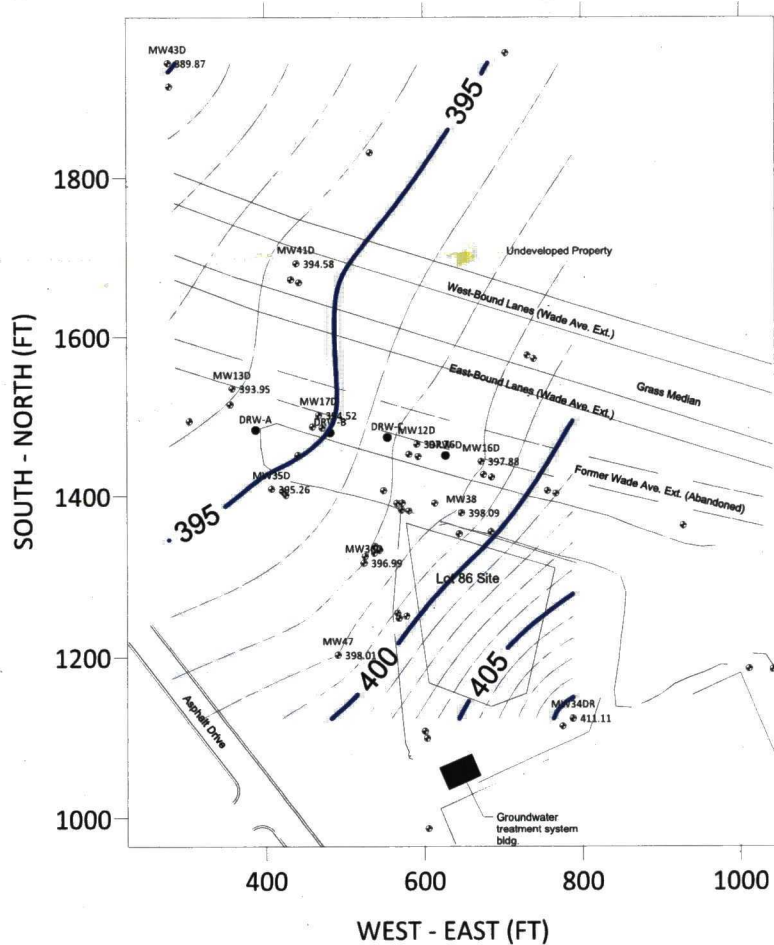 MW43D
389.87
395
1800
MW41D
394.58
Undeveloped Property
West-Bound Lanes (Wade Ave. Ext.)
1600
East-Bound Lanes (Wade Ave. Ext.)
Grass Median
MW13D
393.95
MW17D
394.52
DRW-A
DRW-B
DRW-C
MW12D
MW16D
397.88
Former Wade Ave. Ext. (Abandoned)
MW35D
395.26
1400
MW38
398.09
395
396.99
Lot 86 Site
MW47
398.01
1200
400
405
MW34DR
411.11
Asphalt Drive
1000
Groundwater
treatment system
bldg.
400
600
800
1000
SOUTH - NORTH (FT)
WEST - EAST (FT)